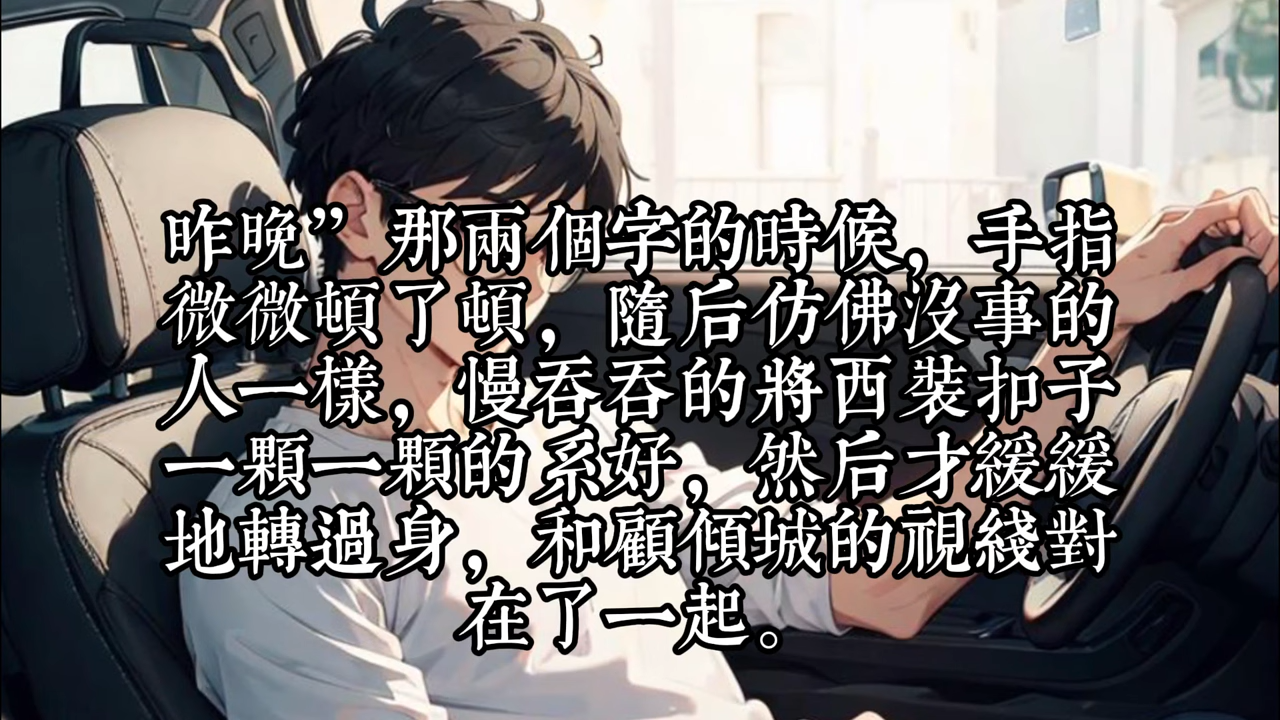 昨晚”那兩個字的時候，手指
微微頓了頓，隨后仿佛沒事的
人一樣，慢吞吞的將西裝扣子
一顆一顆的系好，然后才緩緩
地轉過身，和顧傾城的視綫對
在了一起。